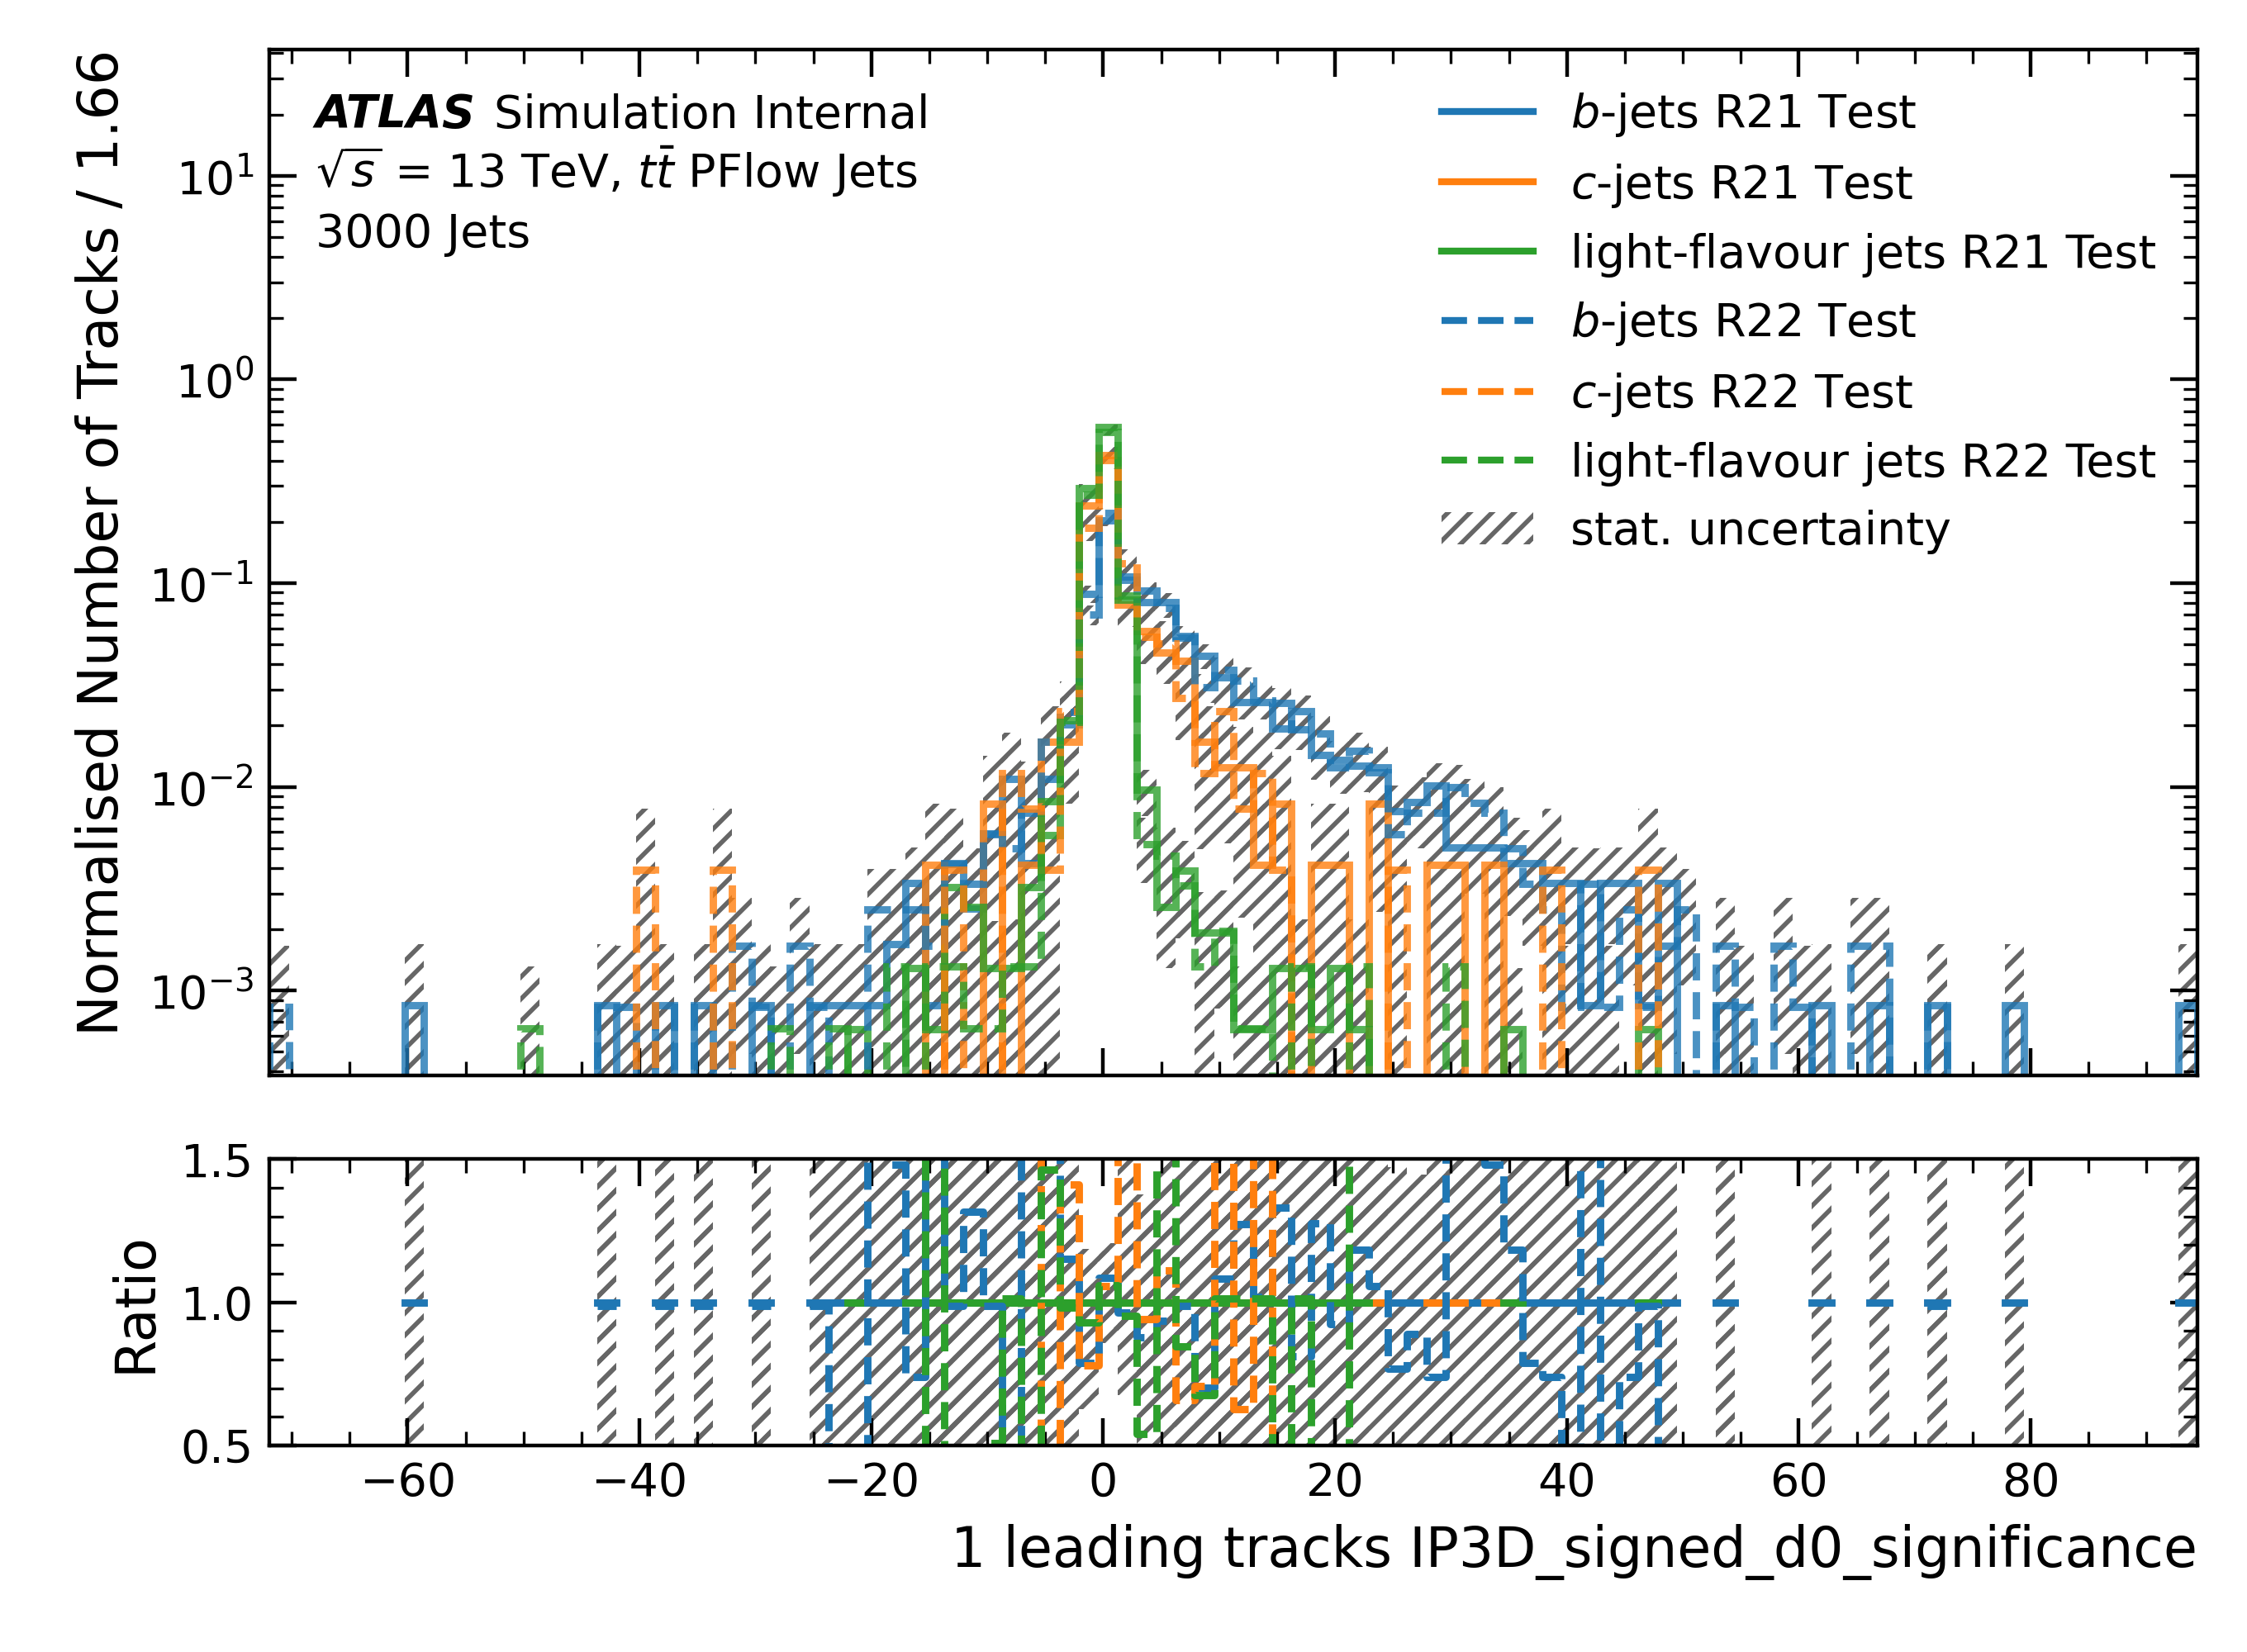 Normalised Number of Tracks / 1.66
ATLAS Simulation Internal
√s = 13 TeV, tt̄ PFlow Jets
3000 Jets
b-jets R21 Test
c-jets R21 Test
light-flavour jets R21 Test
b-jets R22 Test
c-jets R22 Test
light-flavour jets R22 Test
stat. uncertainty
10¹
10⁰
10⁻¹
10⁻²
10⁻³
Ratio
1.5
1.0
0.5
−60 −40 −20 0 20 40 60 80
1 leading tracks IP3D_signed_d0_significance